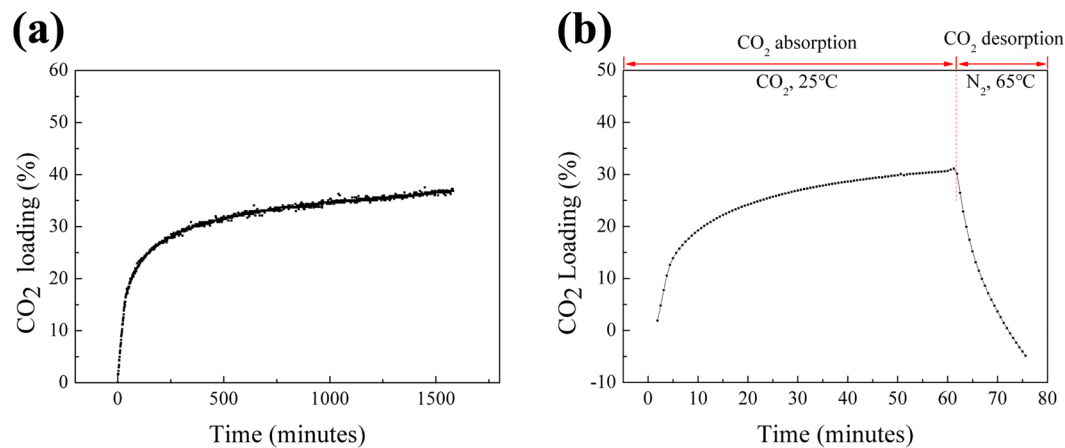 (a)
60
50
40
30
20
10
0
CO2 loading (%)
0 500 1000 1500
Time (minutes)
(b)
CO2 absorption CO2 desorption
CO2, 25°C N2, 65°C
50
40
30
20
10
0
-10
CO2 Loading (%)
0 10 20 30 40 50 60 70 80
Time (minutes)